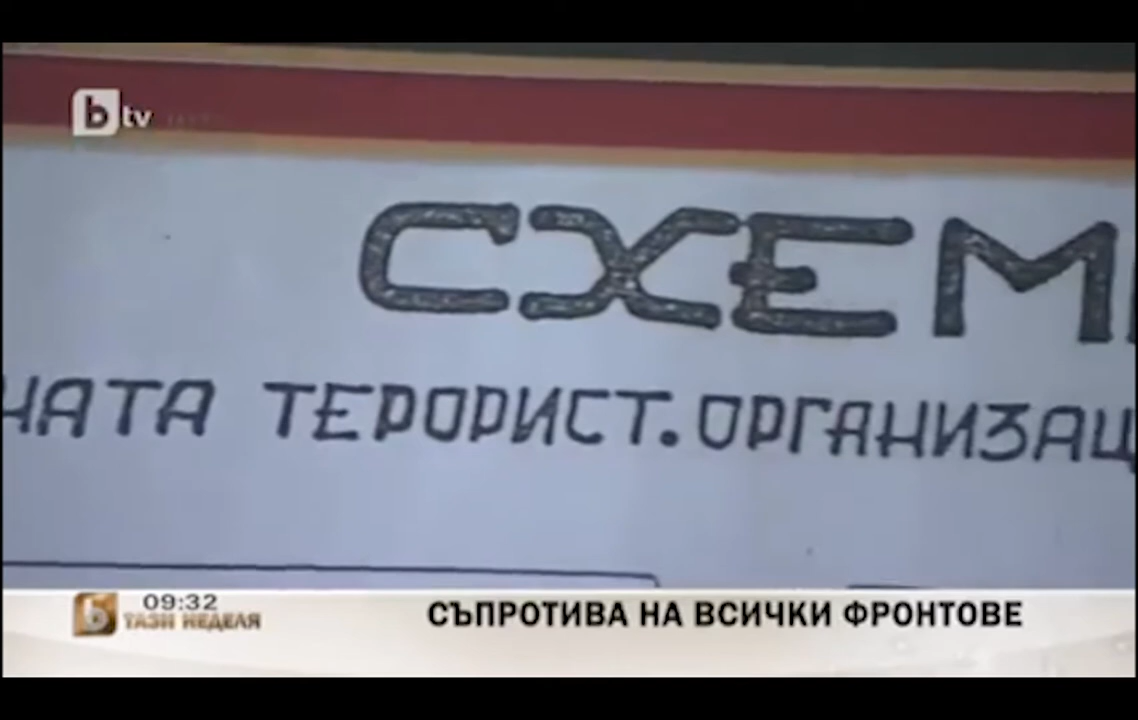 btv
СХЕМ
НАТА ТЕРОРИСТ.ОРГАНИЗАЦ
09:32
ТАЗИ НЕДЕЛЯ
СЪПРОТИВА НА ВСИЧКИ ФРОНТОВЕ